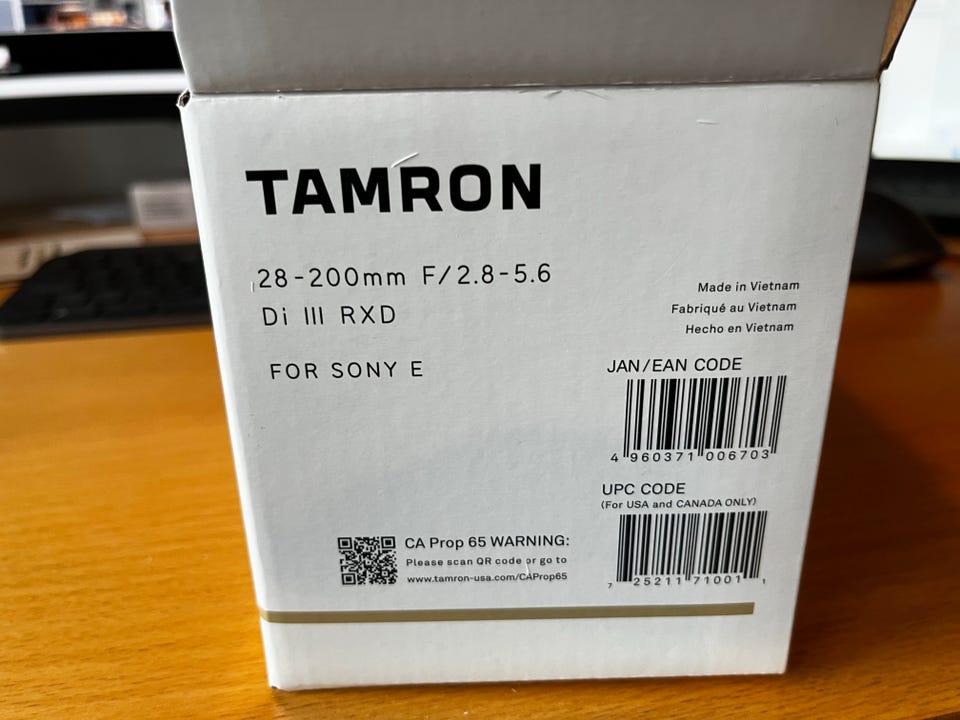 TAMRON
28-200mm F/2.8-5.6
Di III RXD
FOR SONY E
Made in Vietnam
Fabriqué au Vietnam
Hecho en Vietnam
JAN/EAN CODE
4 960371 006703
UPC CODE
(For USA and CANADA ONLY)
7 25211 71001 1
CA Prop 65 WARNING:
Please scan QR code or go to
www.tamron-usa.com/CAProp65